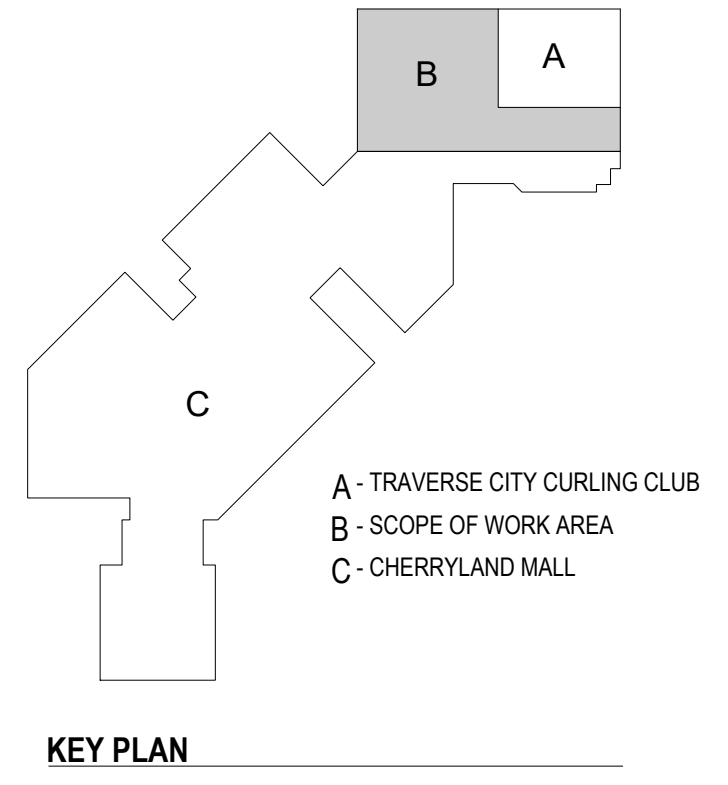 B
A
C
A - TRAVERSE CITY CURLING CLUB
B - SCOPE OF WORK AREA
C - CHERRYLAND MALL
KEY PLAN